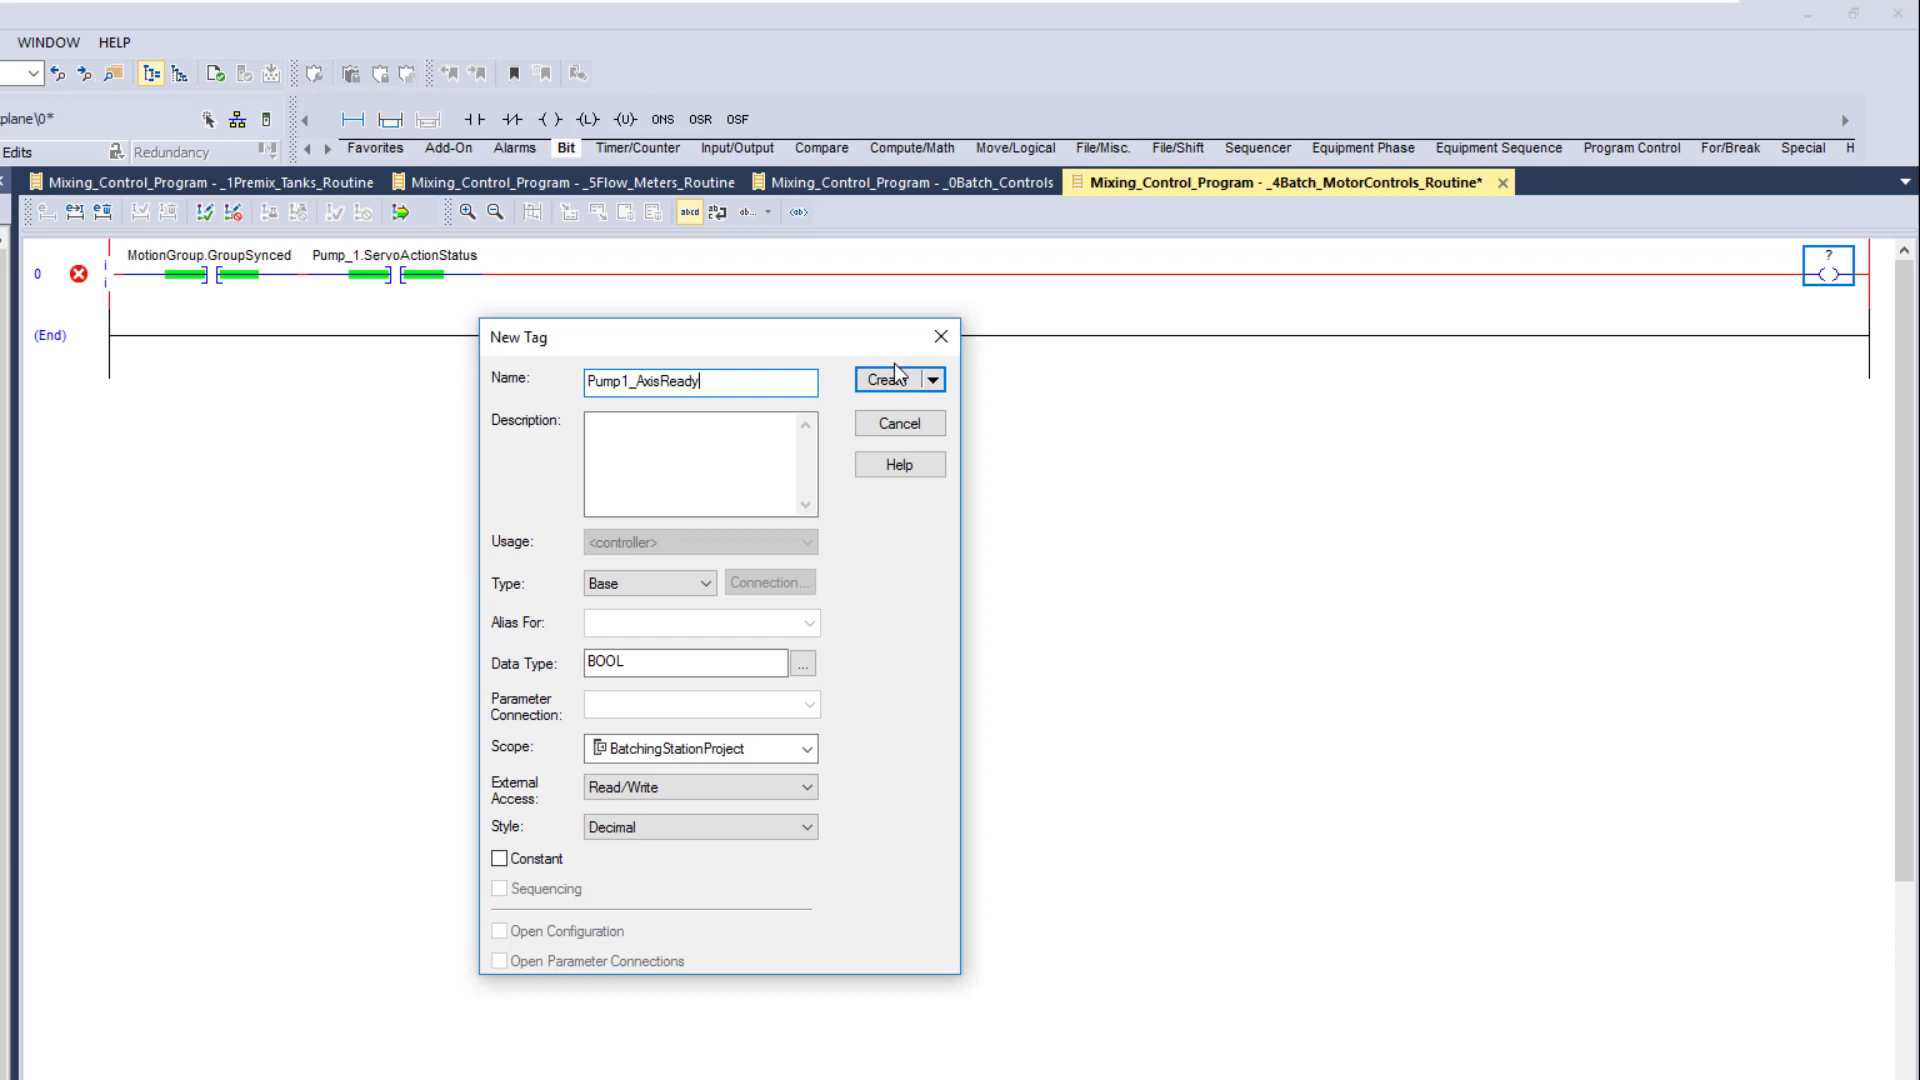 WINDOW HELP
plane\0*
ONS OSR OSF
Edits Redundancy Favorites Add-On Alarms Bit Timer/Counter Input/Output Compare Compute/Math Move/Logical File/Misc. File/Shift Sequencer Equipment Phase Equipment Sequence Program Control For/Break Special H
Mixing_Control_Program - _1Premix_Tanks_Routine Mixing_Control_Program - _5Flow_Meters_Routine Mixing_Control_Program - _0Batch_Controls Mixing_Control_Program - _4Batch_MotorControls_Routine*
abcd ab... <ab>
MotionGroup.GroupSynced Pump_1.ServoActionStatus ?
0
i
i
(End)
New Tag
Name: Pump1_AxisReady Create
Description: Cancel
Help
Usage: <controller>
Type: Base Connection...
Alias For:
Data Type: BOOL ...
Parameter
Connection:
Scope: BatchingStationProject
External
Access: Read/Write
Style: Decimal
Constant
Sequencing
Open Configuration
Open Parameter Connections